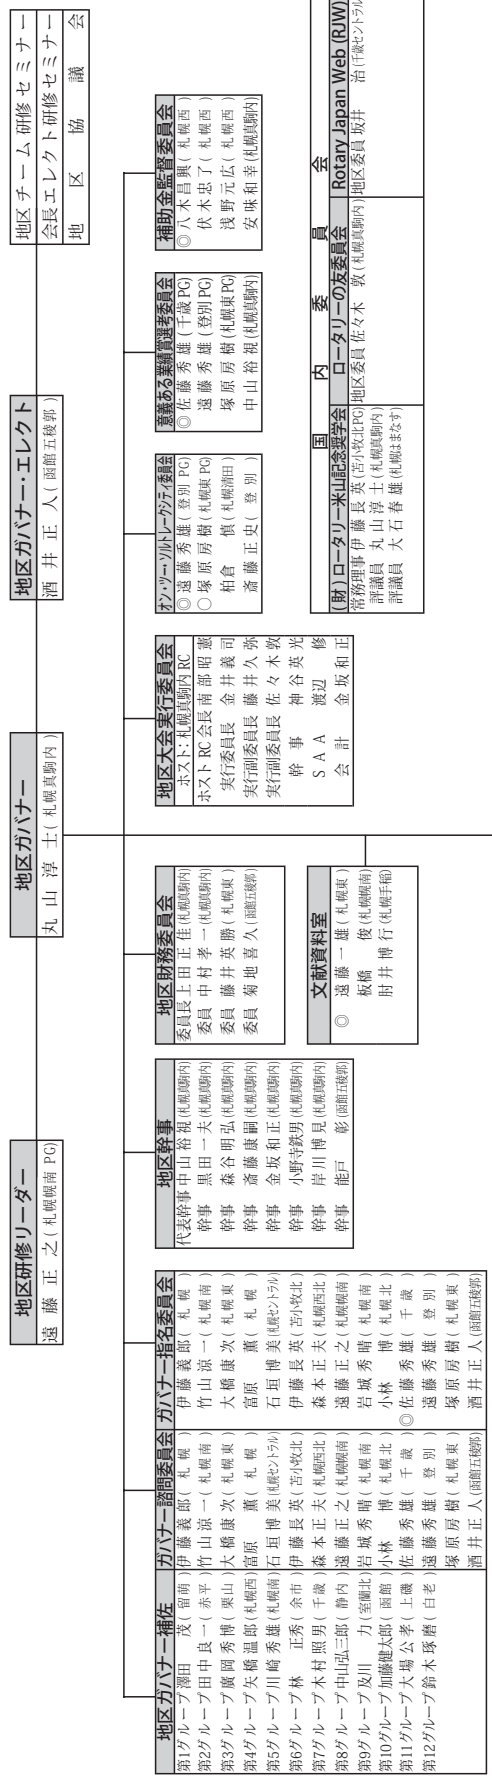 地区研修リーダー
遠藤正之(札幌幌南PG)
地区ガバナー
丸山淳士(札幌真駒内)
地区ガバナー・エレクト
酒井正人(函館五稜郭)
地区チーム研修セミナー
会長エレクト研修セミナー
地区協議会
地区ガバナー補佐
第1グループ 澤田 茂(留萌)
第2グループ 田中良一(赤平)
第3グループ 廣岡秀博(栗山)
第4グループ 矢橋温郎(札幌西)
第5グループ 川崎秀雄(札幌南)
第6グループ 林 正秀(余市)
第7グループ 木村照男(千歳)
第8グループ 中山弘三郎(静内)
第9グループ 及川 力(室蘭北)
第10グループ 加藤健太郎(函館)
第11グループ 大場公孝(上磯)
第12グループ 鈴木琢磨(白老)
ガバナー諮問委員会
伊藤義郎(札幌)
竹山涼一(札幌南)
大橋康次(札幌東)
富原 薫(札幌)
石垣博美(札幌セントラル)
伊藤長英(苫小牧北)
森本正夫(札幌西北)
遠藤正之(札幌幌南)
岩城秀晴(札幌南)
小林 博(札幌北)
佐藤秀雄(千歳)
遠藤秀雄(登別)
塚原房樹(札幌東)
酒井正人(函館五稜郭)
ガバナー指名委員会
伊藤義郎(札幌)
竹山涼一(札幌南)
大橋康次(札幌東)
富原 薫(札幌)
石垣博美(札幌セントラル)
伊藤長英(苫小牧北)
森本正夫(札幌西北)
遠藤正之(札幌幌南)
岩城秀晴(札幌南)
小林 博(札幌北)
◎佐藤秀雄(千歳)
遠藤秀雄(登別)
塚原房樹(札幌東)
酒井正人(函館五稜郭)
地区幹事
代表幹事 中山裕視(札幌真駒内)
幹事 黒田一夫(札幌真駒内)
幹事 森谷明弘(札幌真駒内)
幹事 斎藤康嗣(札幌真駒内)
幹事 金坂和正(札幌真駒内)
幹事 小野寺鉄男(札幌真駒内)
幹事 岸川博見(札幌真駒内)
幹事 能戸 彰(函館五稜郭)
地区財務委員会
委員長 上田正佳(札幌真駒内)
委員 中村孝一(札幌真駒内)
委員 藤井英勝(札幌東)
委員 菊地喜久(函館五稜郭)
文献資料室
◎ 遠藤一雄(札幌東)
板橋 俊(札幌幌南)
肘井博行(札幌手稲)
地区大会実行委員会
ホスト:札幌真駒内RC
ホストRC会長 南部昭憲
実行委員長 金井義司
実行副委員長 藤井久弥
実行副委員長 佐々木敦
幹事 神谷英光
SAA 渡辺 修
会計 金坂和正
オン・ツー・ソルトレークシティ委員会
◎遠藤秀雄(登別PG)
○塚原房樹(札幌東PG)
柏倉 慎(札幌清田)
斎藤正史(登別)
意義ある業績賞選考委員会
◎佐藤秀雄(千歳PG)
遠藤秀雄(登別PG)
塚原房樹(札幌東PG)
中山裕視(札幌真駒内)
補助金監督委員会
◎八木昌興(札幌西)
伏木忠了(札幌西)
浅野元広(札幌西)
安味和幸(札幌真駒内)
国内委員会
(財)ロータリー米山記念奨学会
常務理事 伊藤長英(苫小牧北PG)
評議員 丸山淳士(札幌真駒内)
評議員 大石春雄(札幌はまなす)
ロータリーの友委員会
地区委員 佐々木 敦(札幌真駒内)
Rotary Japan Web (RJW)
地区委員 坂井 治(千歳セントラル)